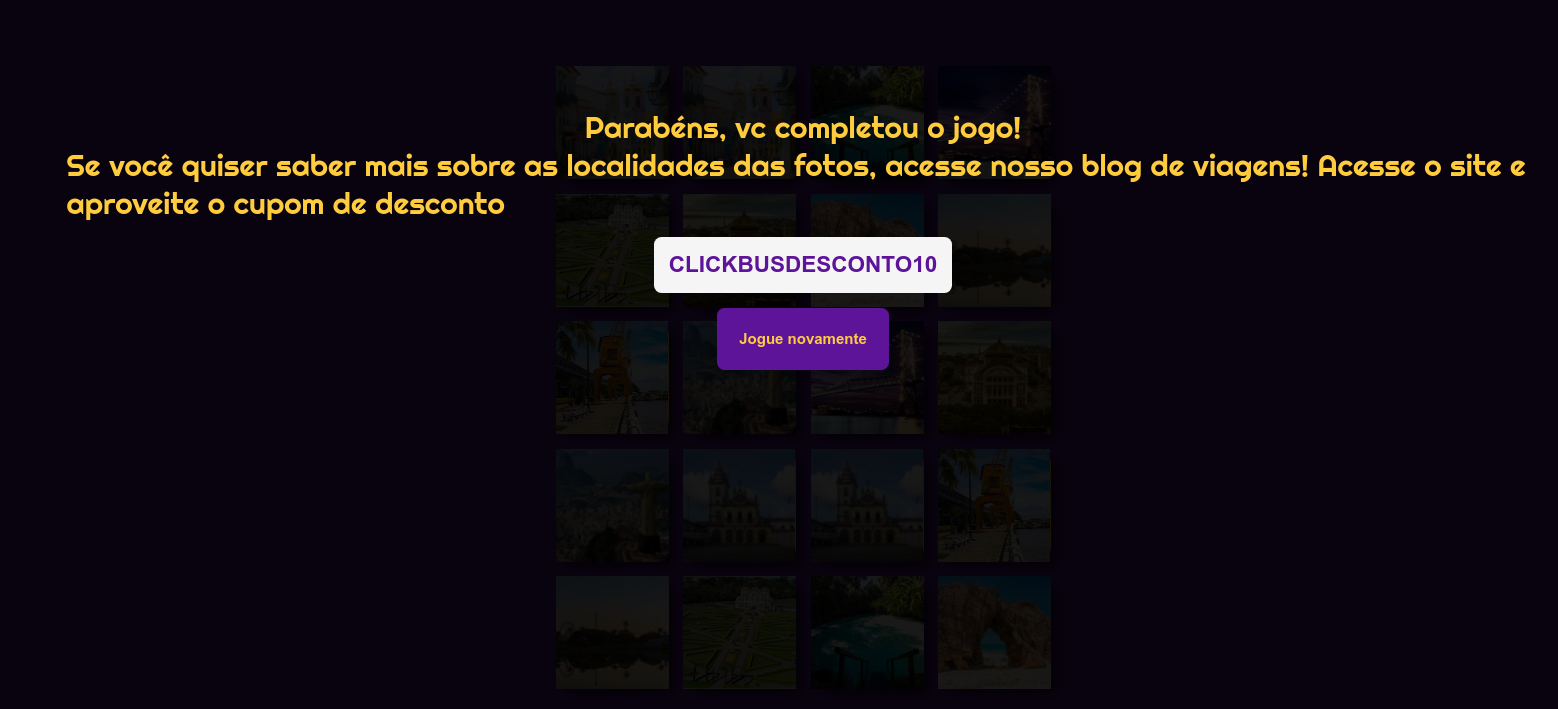 Parabéns, vc completou o jogo!
Se você quiser saber mais sobre as localidades das fotos, acesse nosso blog de viagens! Acesse o site e
aproveite o cupom de desconto
CLICKBUSDESCONTO10
Jogue novamente